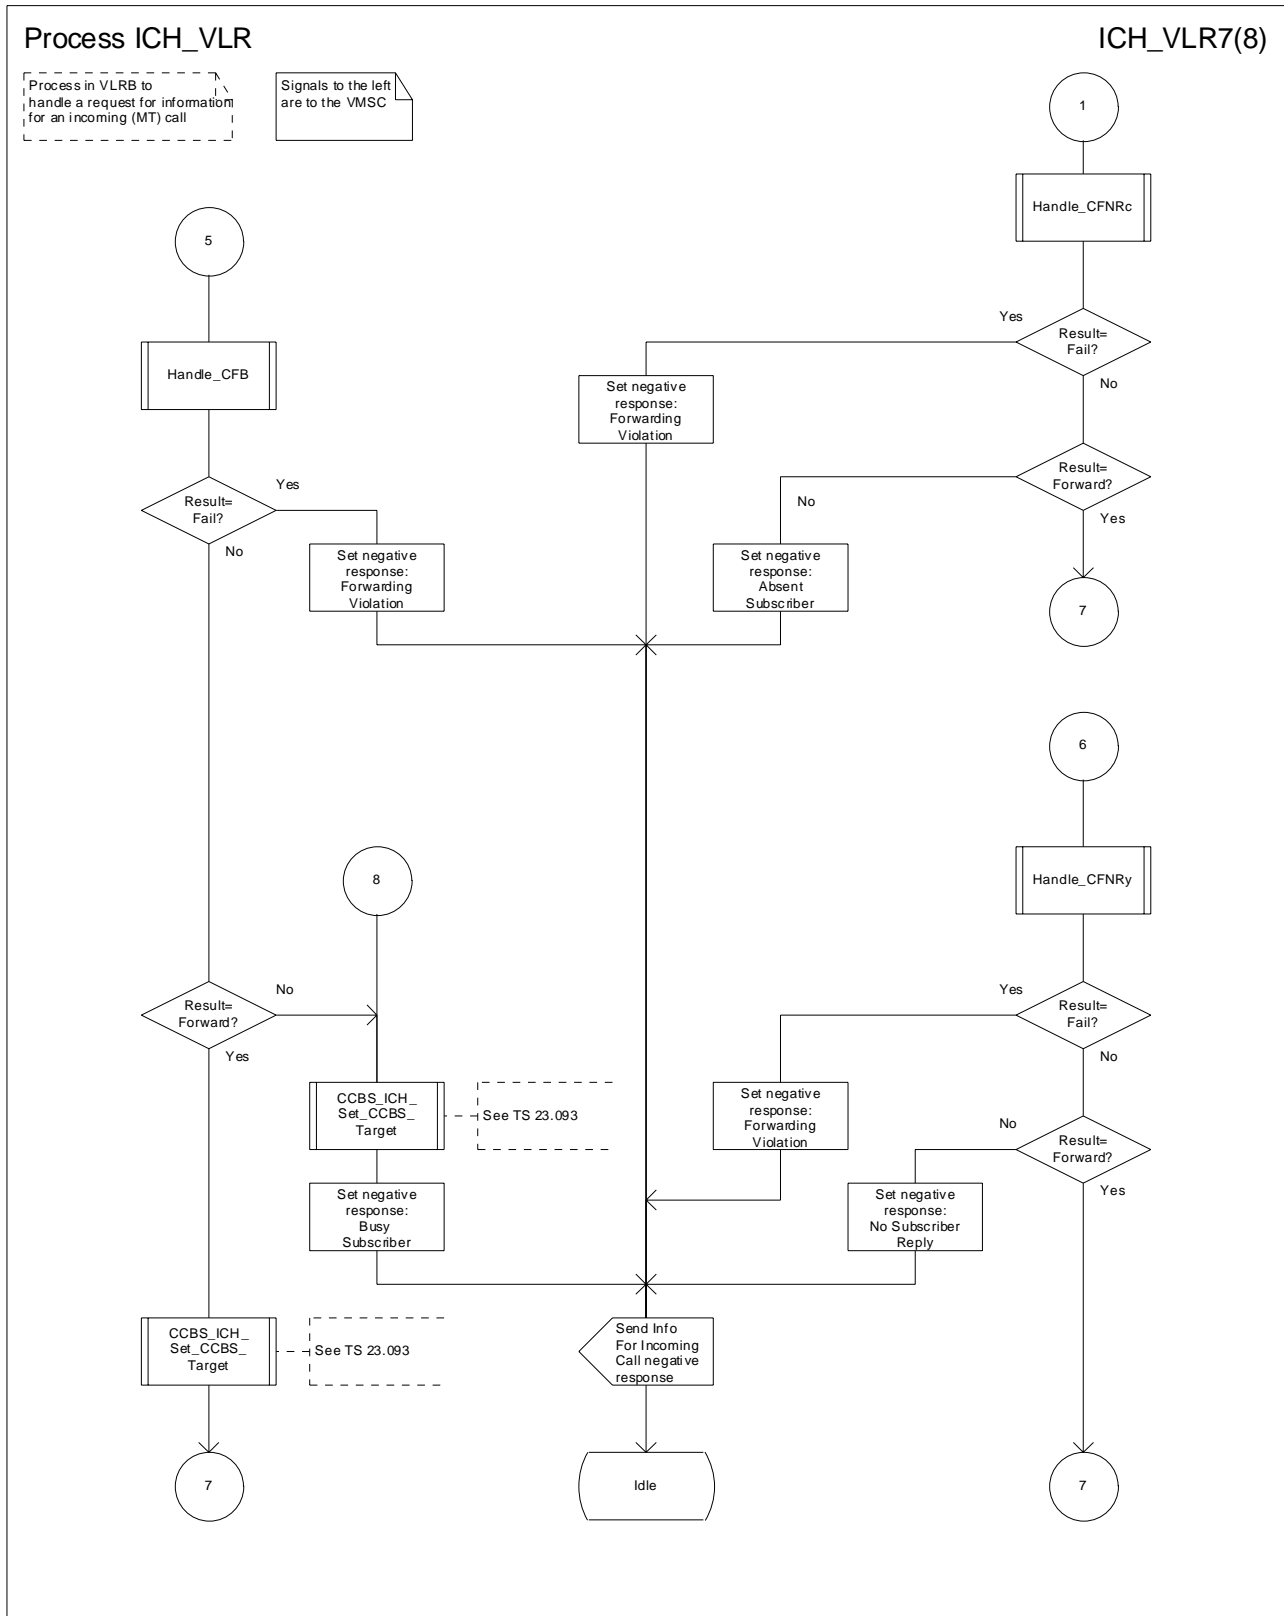 Process ICH_VLR
ICH_VLR7(8)
Process in VLRB to
handle a request for information
for an incoming (MT) call
Signals to the left
are to the VMSC
1
Handle_CFNRc
5
Yes
Result=
Fail?
No
Handle_CFB
Set negative
response:
Forwarding
Violation
Result=
Forward?
No
Yes
Result=
Fail?
Yes
No
Set negative
response:
Forwarding
Violation
Set negative
response:
Absent
Subscriber
7
6
8
Handle_CFNRy
Result=
Forward?
No
Yes
Yes
Result=
Fail?
No
CCBS_ICH_
Set_CCBS_
Target
See TS 23.093
Set negative
response:
Forwarding
Violation
No
Result=
Forward?
Yes
Set negative
response:
Busy
Subscriber
Set negative
response:
No Subscriber
Reply
CCBS_ICH_
Set_CCBS_
Target
See TS 23.093
Send Info
For Incoming
Call negative
response
7
Idle
7